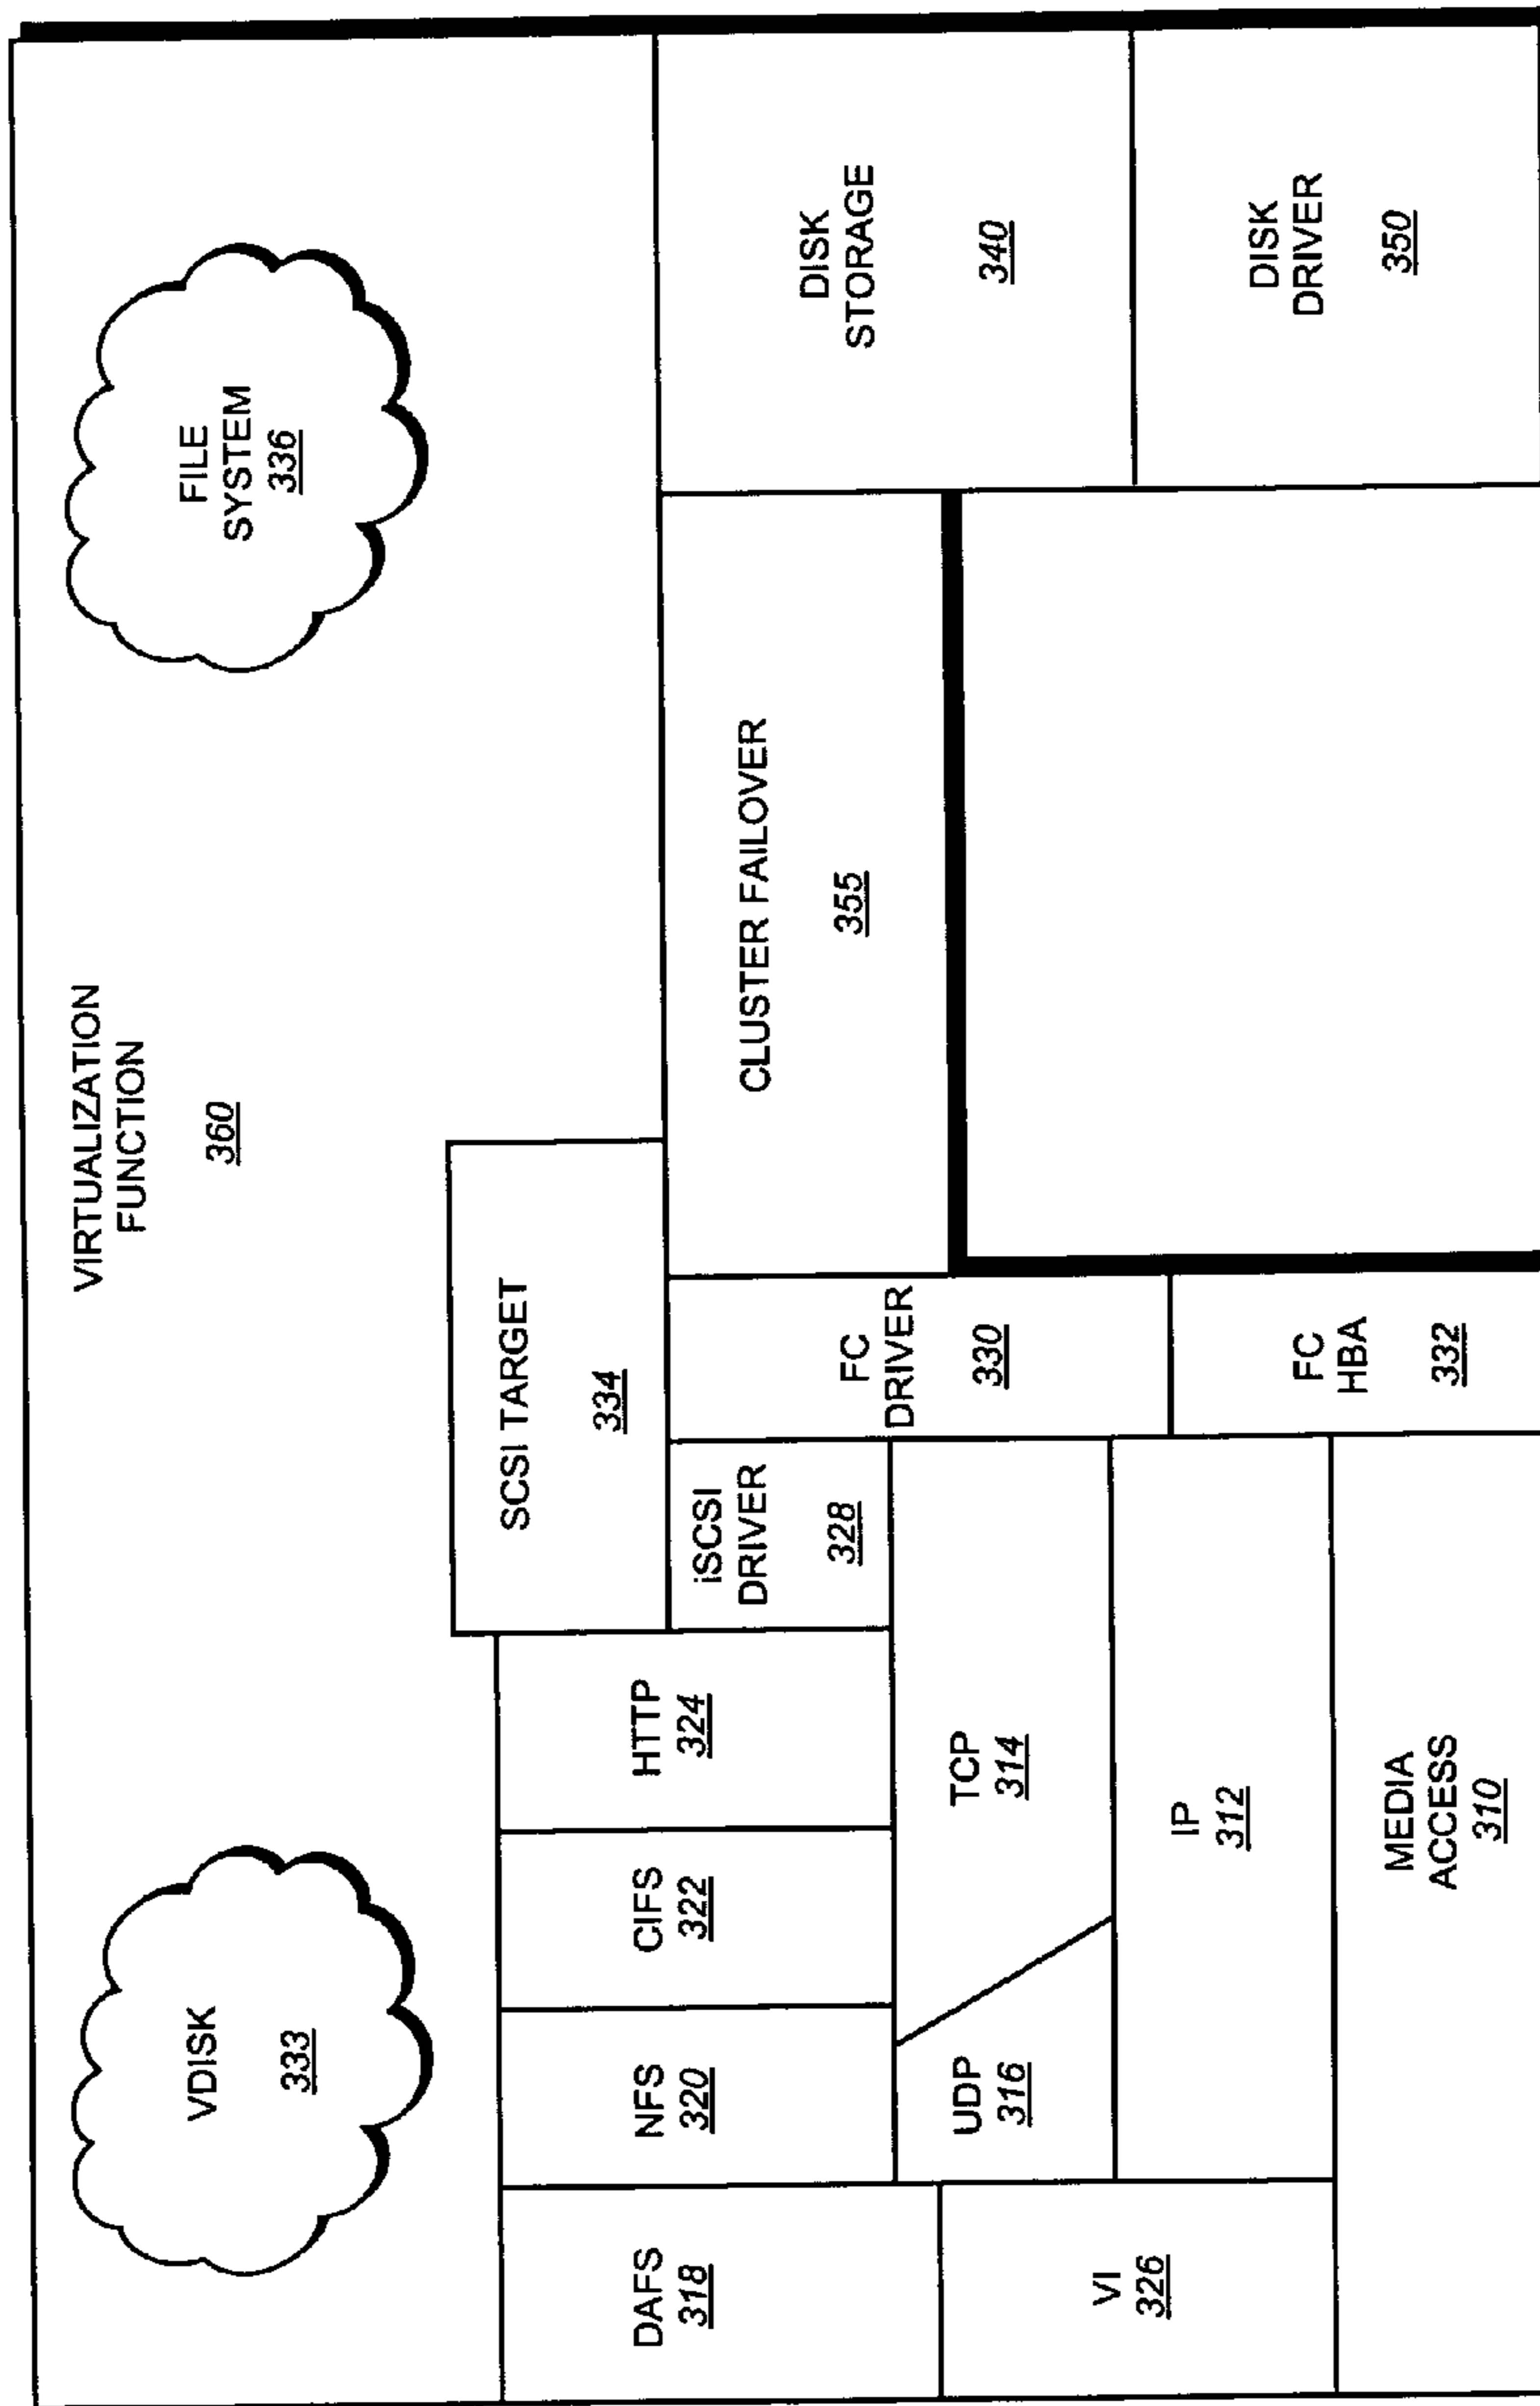 VIRTUALIZATION
FUNCTION
360
VDISK
333
FILE
SYSTEM
336
SCSI TARGET
334
DAFS
318
NFS
320
CIFS
322
HTTP
324
iSCSI
DRIVER
328
FC
DRIVER
330
CLUSTER FAILOVER
355
DISK
STORAGE
340
VI
326
UDP
316
TCP
314
IP
312
MEDIA
ACCESS
310
FC
HBA
332
DISK
DRIVER
350